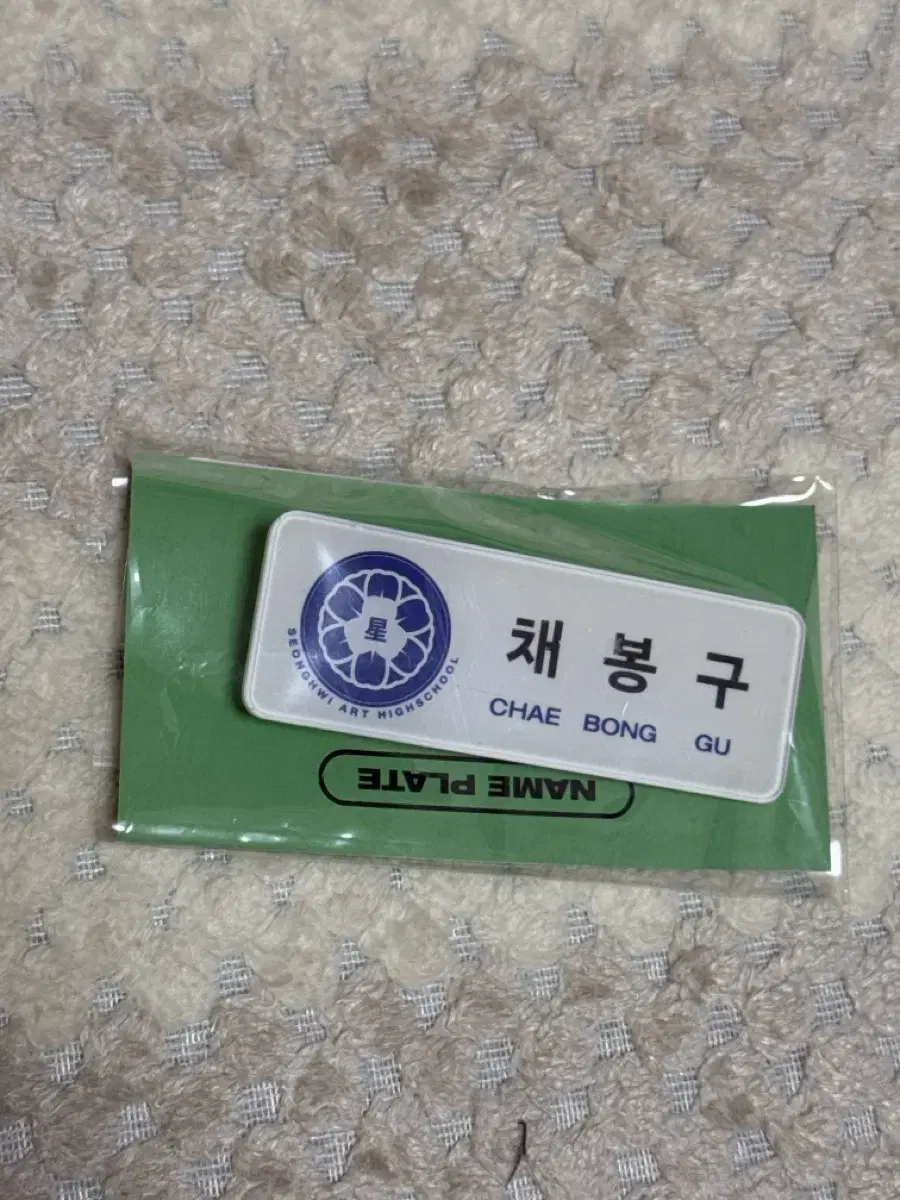 星
SEONGHWI ART HIGHSCHOOL
채 봉 구
CHAE BONG GU
NAME PLATE